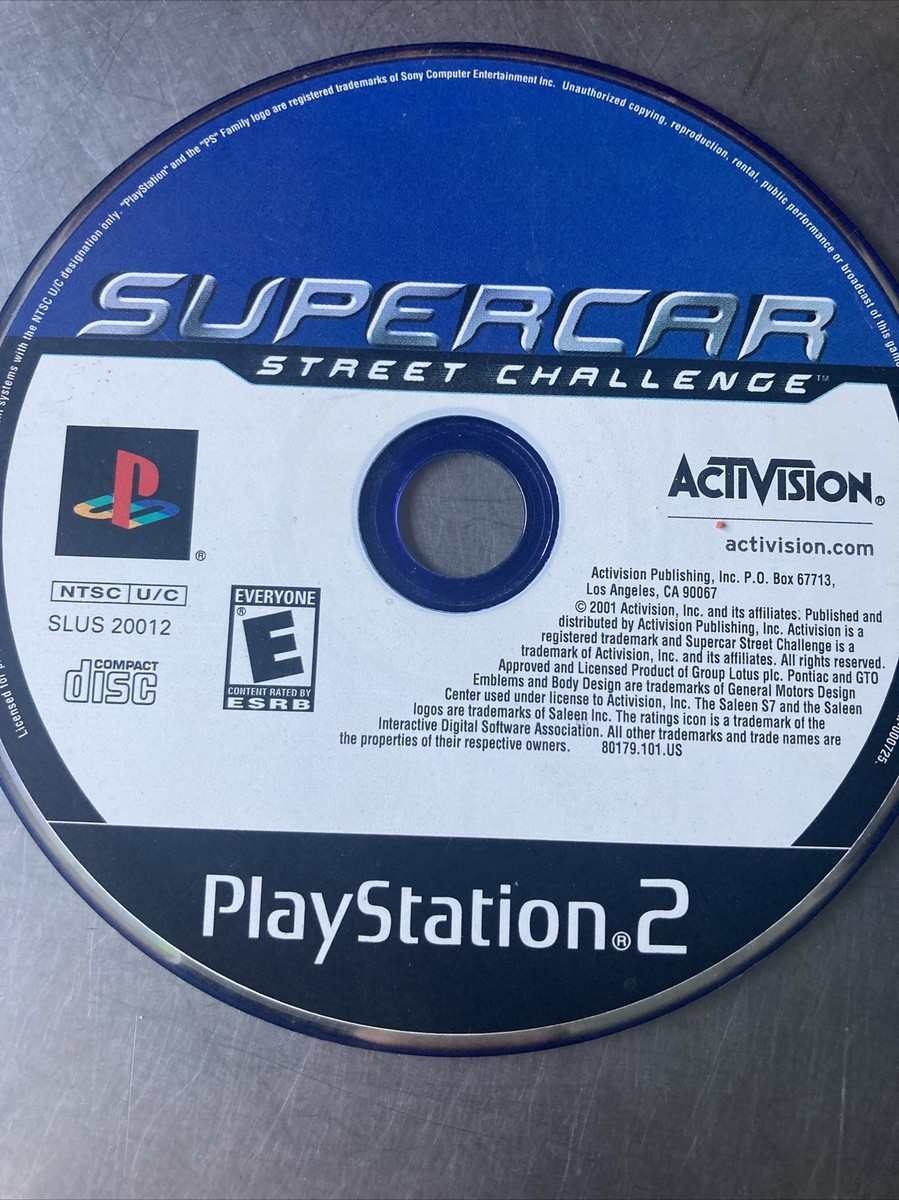 systems with the NTSC U/C designation only. "PlayStation" and the "PS" Family logo are registered trademarks of Sony Computer Entertainment Inc. Unauthorized copying, reproduction, rental, public performance or broadcast of this game
SUPERCAR
STREET CHALLENGE™
ACTIVISION®
activision.com
®
NTSC U/C
SLUS 20012
COMPACT
disc
EVERYONE
®
E
CONTENT RATED BY
ESRB
Activision Publishing, Inc. P.O. Box 67713,
Los Angeles, CA 90067
© 2001 Activision, Inc. and its affiliates. Published and
distributed by Activision Publishing, Inc. Activision is a
registered trademark and Supercar Street Challenge is a
trademark of Activision, Inc. and its affiliates. All rights reserved.
Approved and Licensed Product of Group Lotus plc. Pontiac and GTO
Emblems and Body Design are trademarks of General Motors Design
Center used under license to Activision, Inc. The Saleen S7 and the Saleen
logos are trademarks of Saleen Inc. The ratings icon is a trademark of the
Interactive Digital Software Association. All other trademarks and trade names are
the properties of their respective owners. 80179.101.US
Licensed for
PlayStation®2